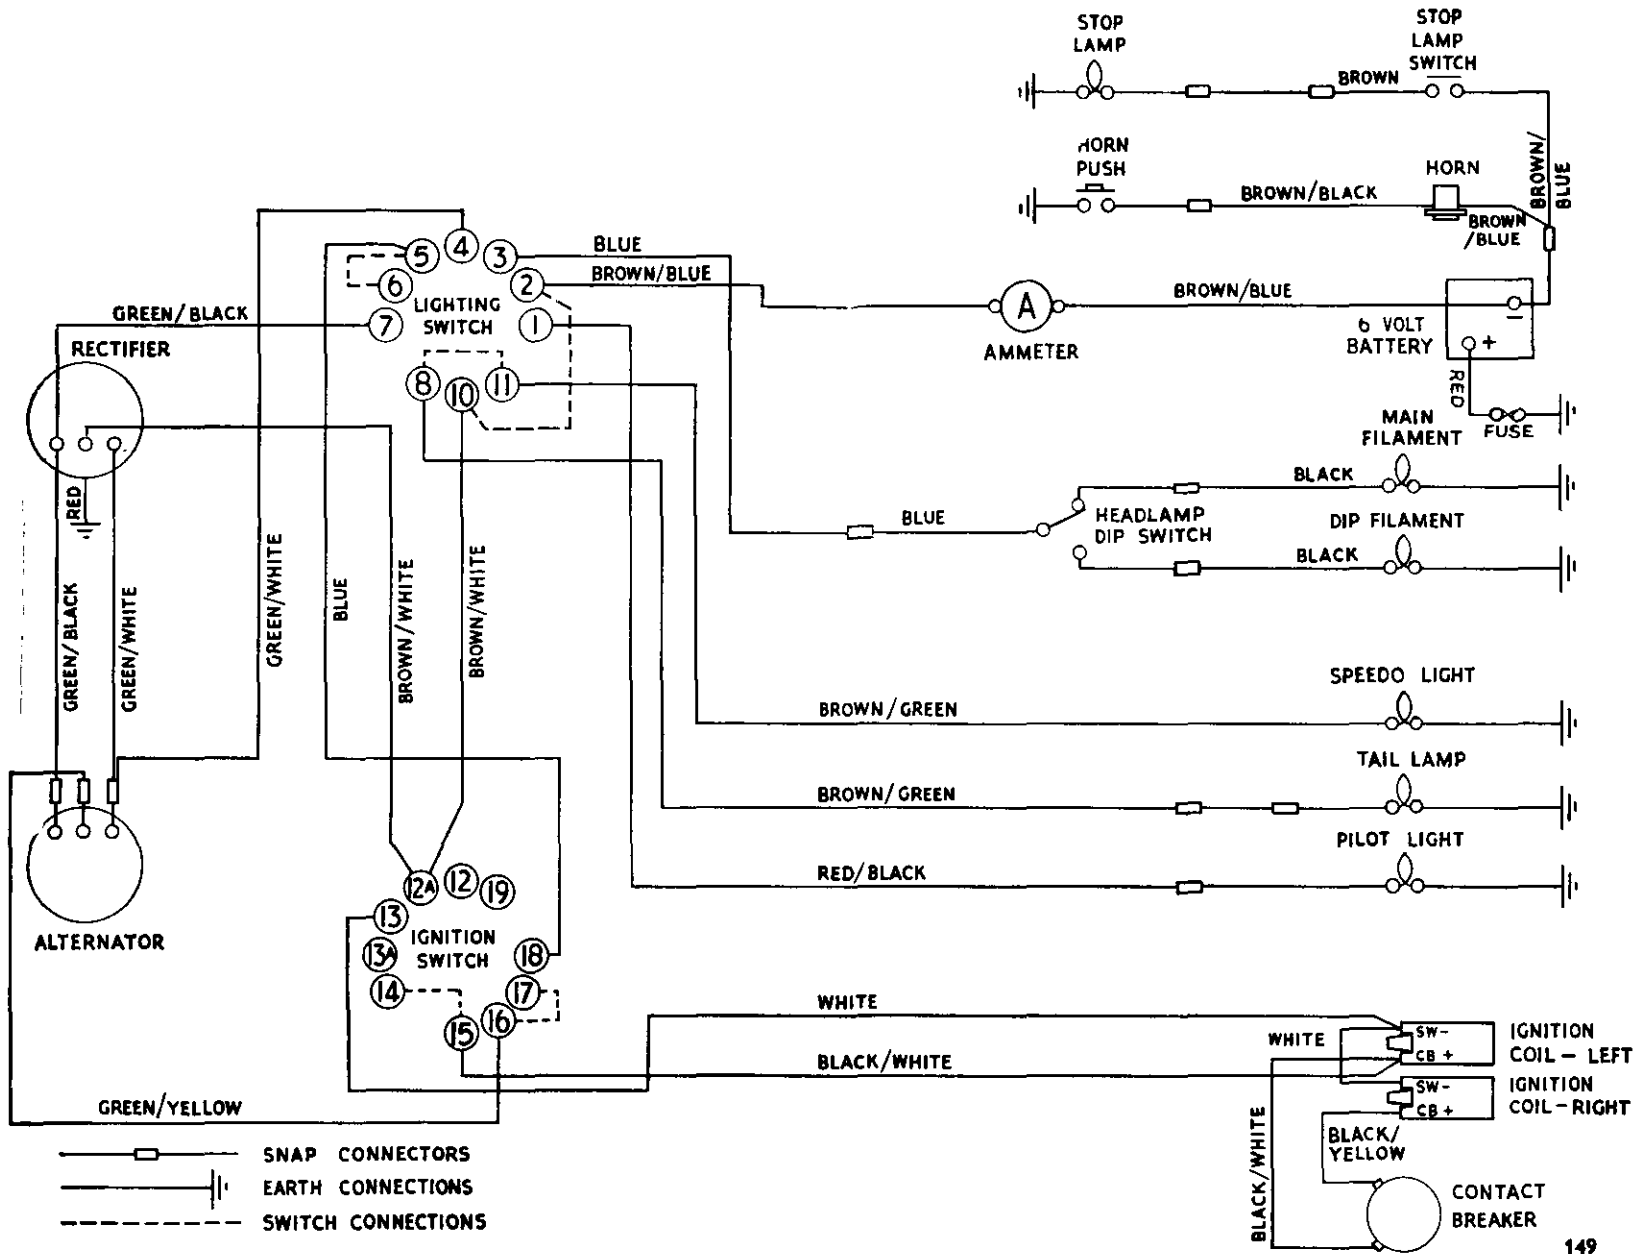 STOP
LAMP
STOP
LAMP
SWITCH
BROWN
HORN
PUSH
HORN
BROWN/BLACK
BROWN/
BLUE
BROWN
/BLUE
4
5
3
6
2
7
1
LIGHTING
SWITCH
8
10
11
BLUE
BROWN/BLUE
GREEN/BLACK
RECTIFIER
A
AMMETER
BROWN/BLUE
6 VOLT
BATTERY
−
+
RED
FUSE
MAIN
FILAMENT
BLACK
HEADLAMP
DIP SWITCH
DIP FILAMENT
BLACK
BLUE
RED
GREEN/BLACK
GREEN/WHITE
GREEN/WHITE
BLUE
BROWN/WHITE
BROWN/WHITE
SPEEDO LIGHT
BROWN/GREEN
TAIL LAMP
BROWN/GREEN
PILOT LIGHT
RED/BLACK
ALTERNATOR
12A
12
19
13
13A
14
15
16
17
18
IGNITION
SWITCH
WHITE
BLACK/WHITE
GREEN/YELLOW
WHITE
SW-
CB +
IGNITION
COIL - LEFT
SW-
CB +
IGNITION
COIL-RIGHT
BLACK/
YELLOW
BLACK/WHITE
CONTACT
BREAKER
SNAP CONNECTORS
EARTH CONNECTIONS
SWITCH CONNECTIONS
149